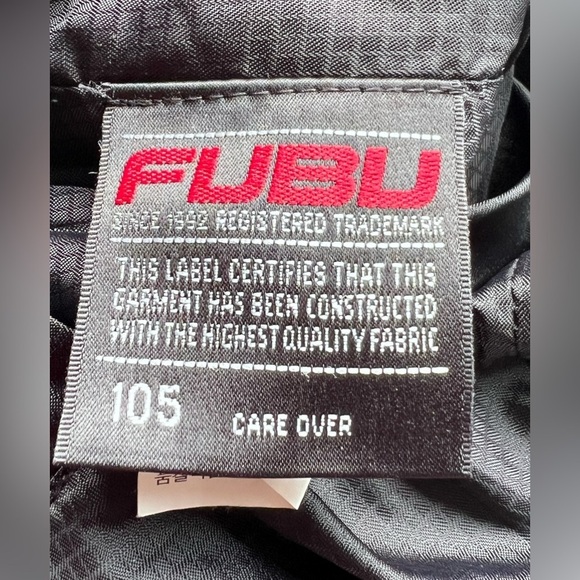 FUBU
SINCE 1992 REGISTERED TRADEMARK
THIS LABEL CERTIFIES THAT THIS
GARMENT HAS BEEN CONSTRUCTED
WITH THE HIGHEST QUALITY FABRIC
105
CARE OVER